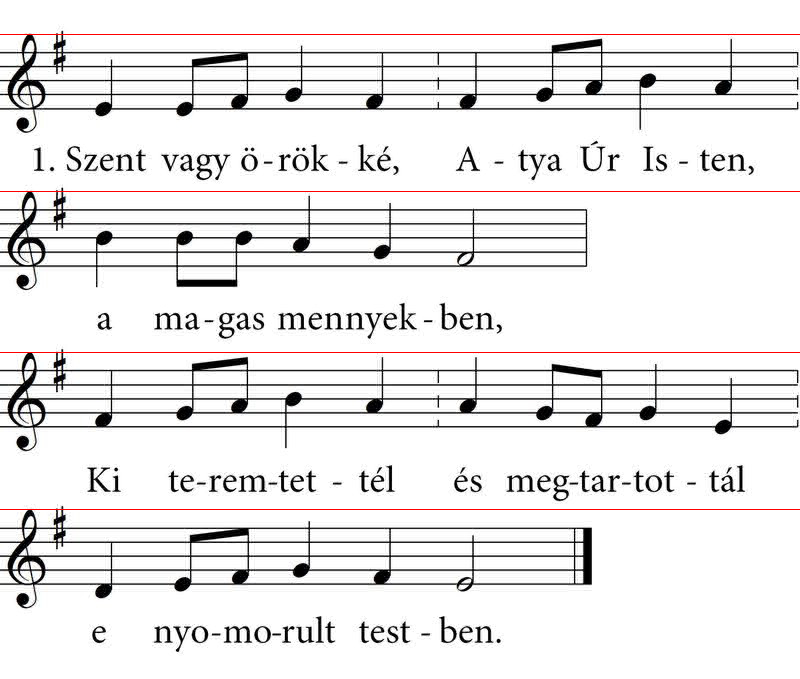 1. Szent vagy ö-rök - ké, A - tya Úr Is - ten,
a ma-gas mennyek - ben,
Ki te-rem-tet - tél és meg-tar-tot - tál
e nyo-mo-rult test - ben.